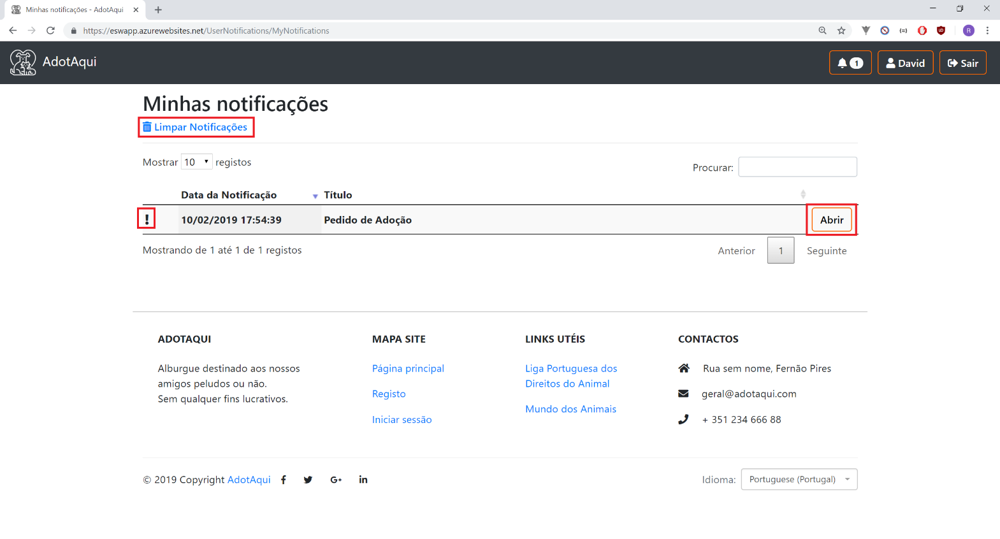 Minhas notificações - AdotAqui
https://eswapp.azurewebsites.net/UserNotifications/MyNotifications
R
AdotAqui
1
David
Sair
Minhas notificações
Limpar Notificações
Mostrar 10 registos
Procurar:
Data da Notificação Título
! 10/02/2019 17:54:39 Pedido de Adoção Abrir
Mostrando de 1 até 1 de 1 registos
Anterior 1 Seguinte
ADOTAQUI
Alburgue destinado aos nossos
amigos peludos ou não.
Sem qualquer fins lucrativos.
MAPA SITE
Página principal
Registo
Iniciar sessão
LINKS UTÉIS
Liga Portuguesa dos
Direitos do Animal
Mundo dos Animais
CONTACTOS
Rua sem nome, Fernão Pires
geral@adotaqui.com
+ 351 234 666 88
© 2019 Copyright AdotAqui
Idioma: Portuguese (Portugal)